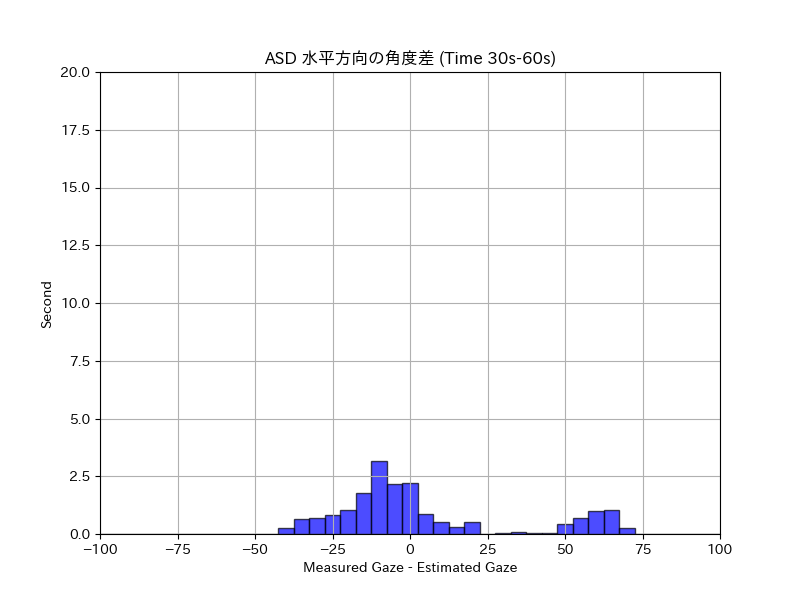 ASD 水平方向の角度差 (Time 30s-60s)
20.0
17.5
15.0
12.5
10.0
7.5
5.0
2.5
0.0
Second
−100 −75 −50 −25 0 25 50 75 100
Measured Gaze - Estimated Gaze